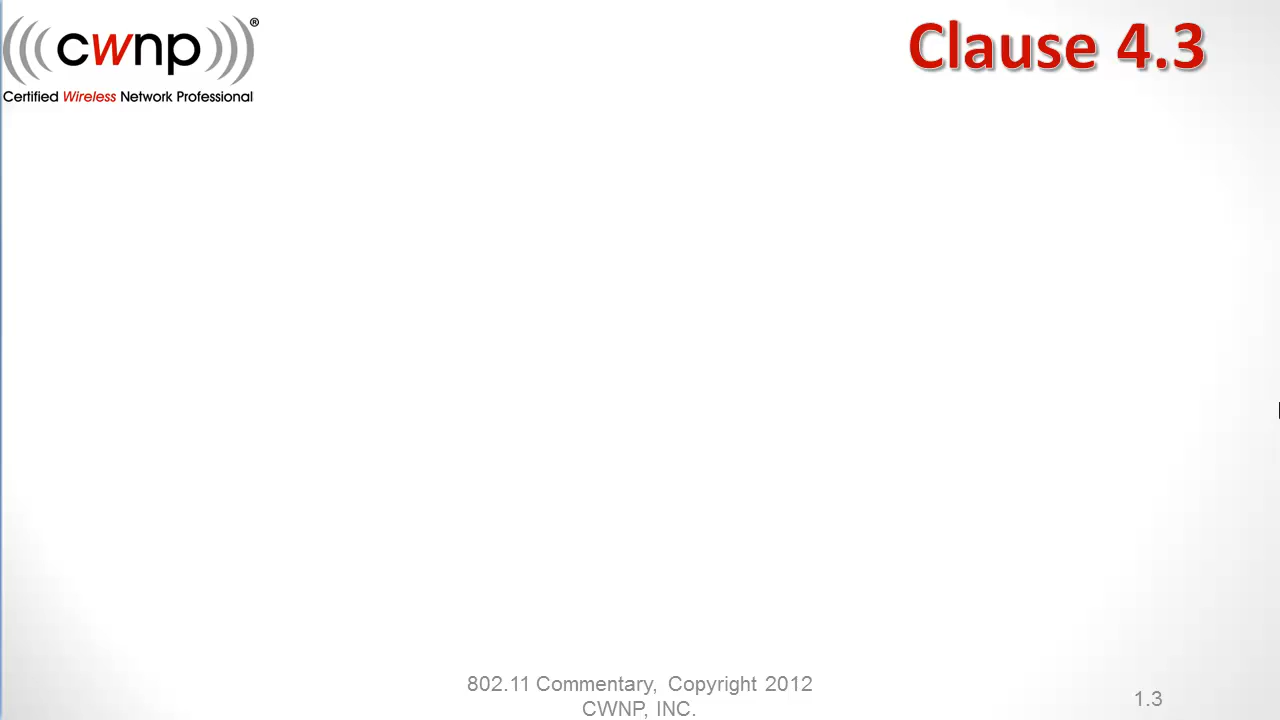 cwnp®
Certified Wireless Network Professional
Clause 4.3
802.11 Commentary, Copyright 2012
CWNP, INC.
1.3